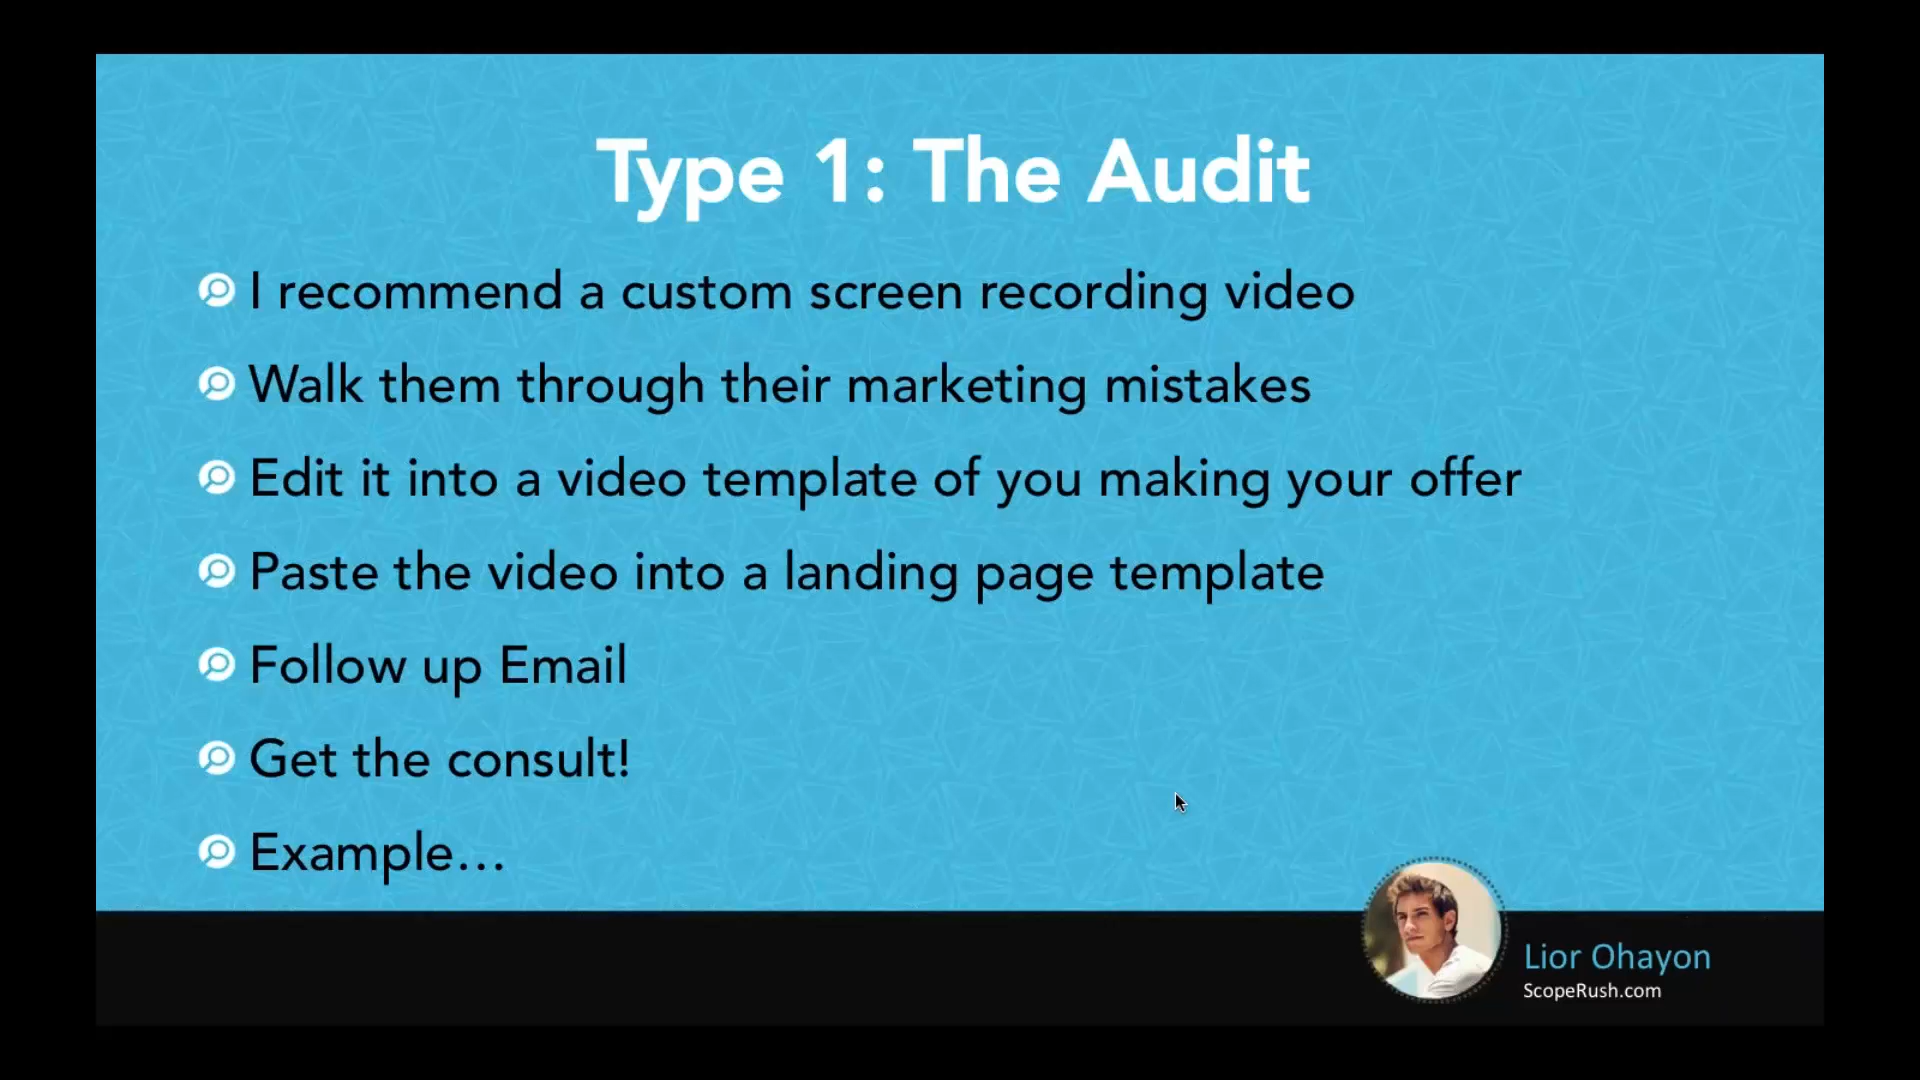 Type 1: The Audit
I recommend a custom screen recording video
Walk them through their marketing mistakes
Edit it into a video template of you making your offer
Paste the video into a landing page template
Follow up Email
Get the consult!
Example...
Lior Ohayon
ScopeRush.com